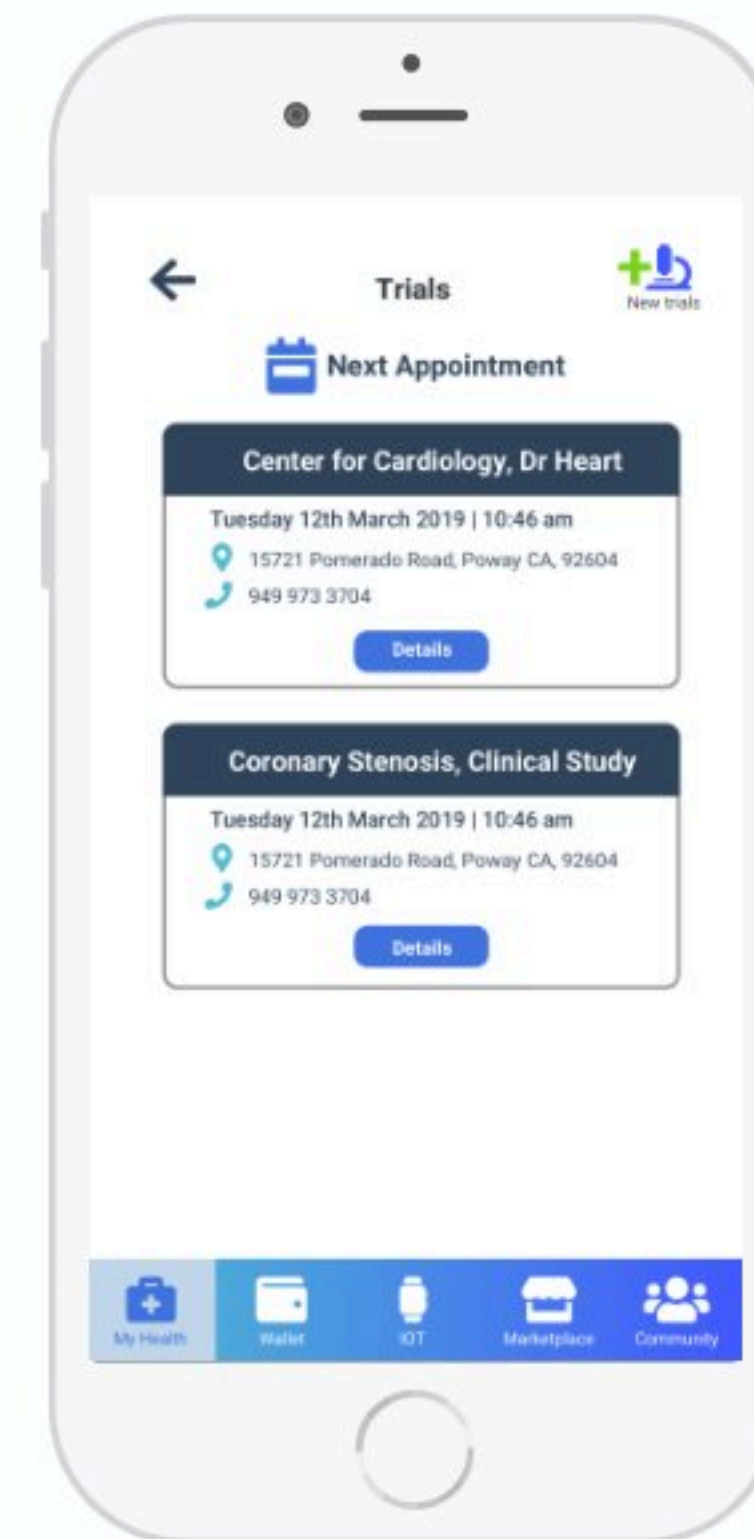 Trials
New trials
Next Appointment
Center for Cardiology, Dr Heart
Tuesday 12th March 2019 | 10:46 am
15721 Pomerado Road, Poway CA, 92604
949 973 3704
Details
Coronary Stenosis, Clinical Study
Tuesday 12th March 2019 | 10:46 am
15721 Pomerado Road, Poway CA, 92604
949 973 3704
Details
My Health Wallet IOT Marketplace Community